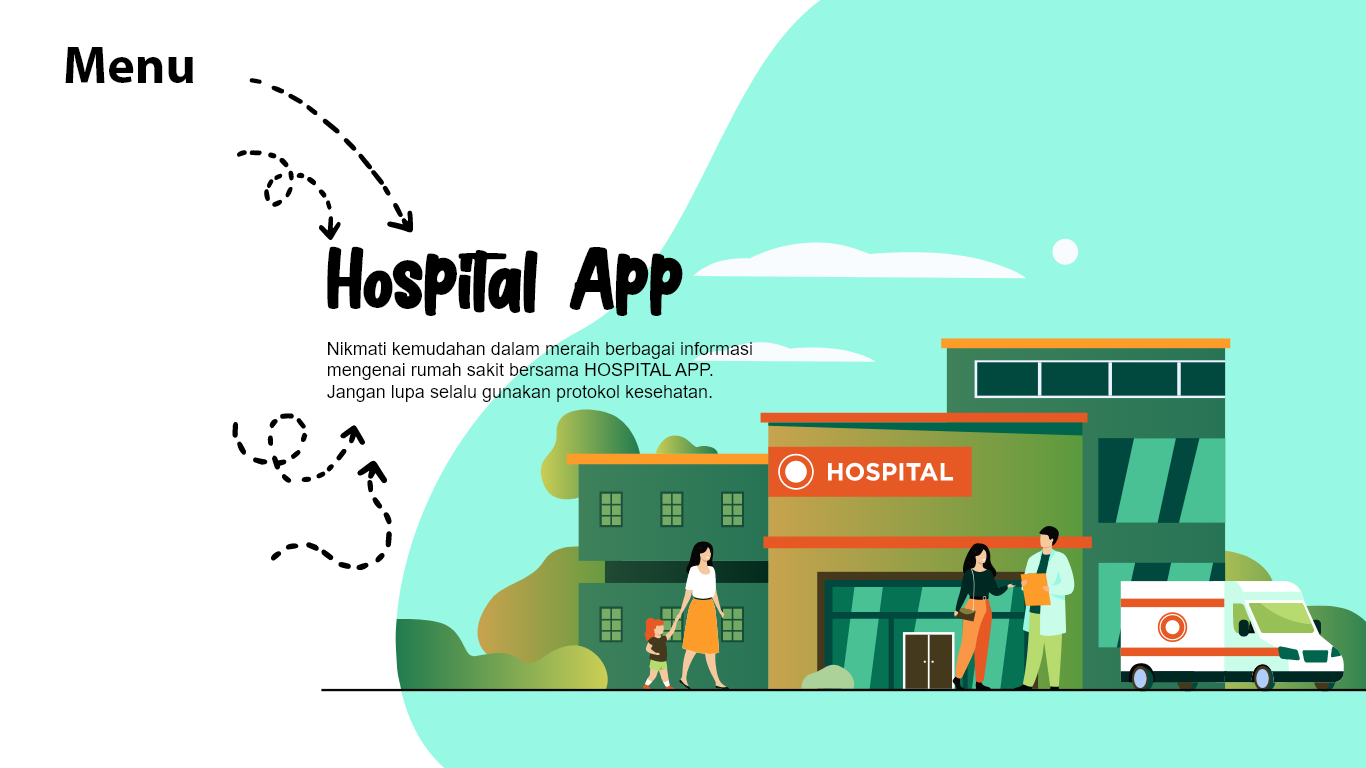 Menu
Hospital App
Nikmati kemudahan dalam meraih berbagai informasi
mengenai rumah sakit bersama HOSPITAL APP.
Jangan lupa selalu gunakan protokol kesehatan.
HOSPITAL